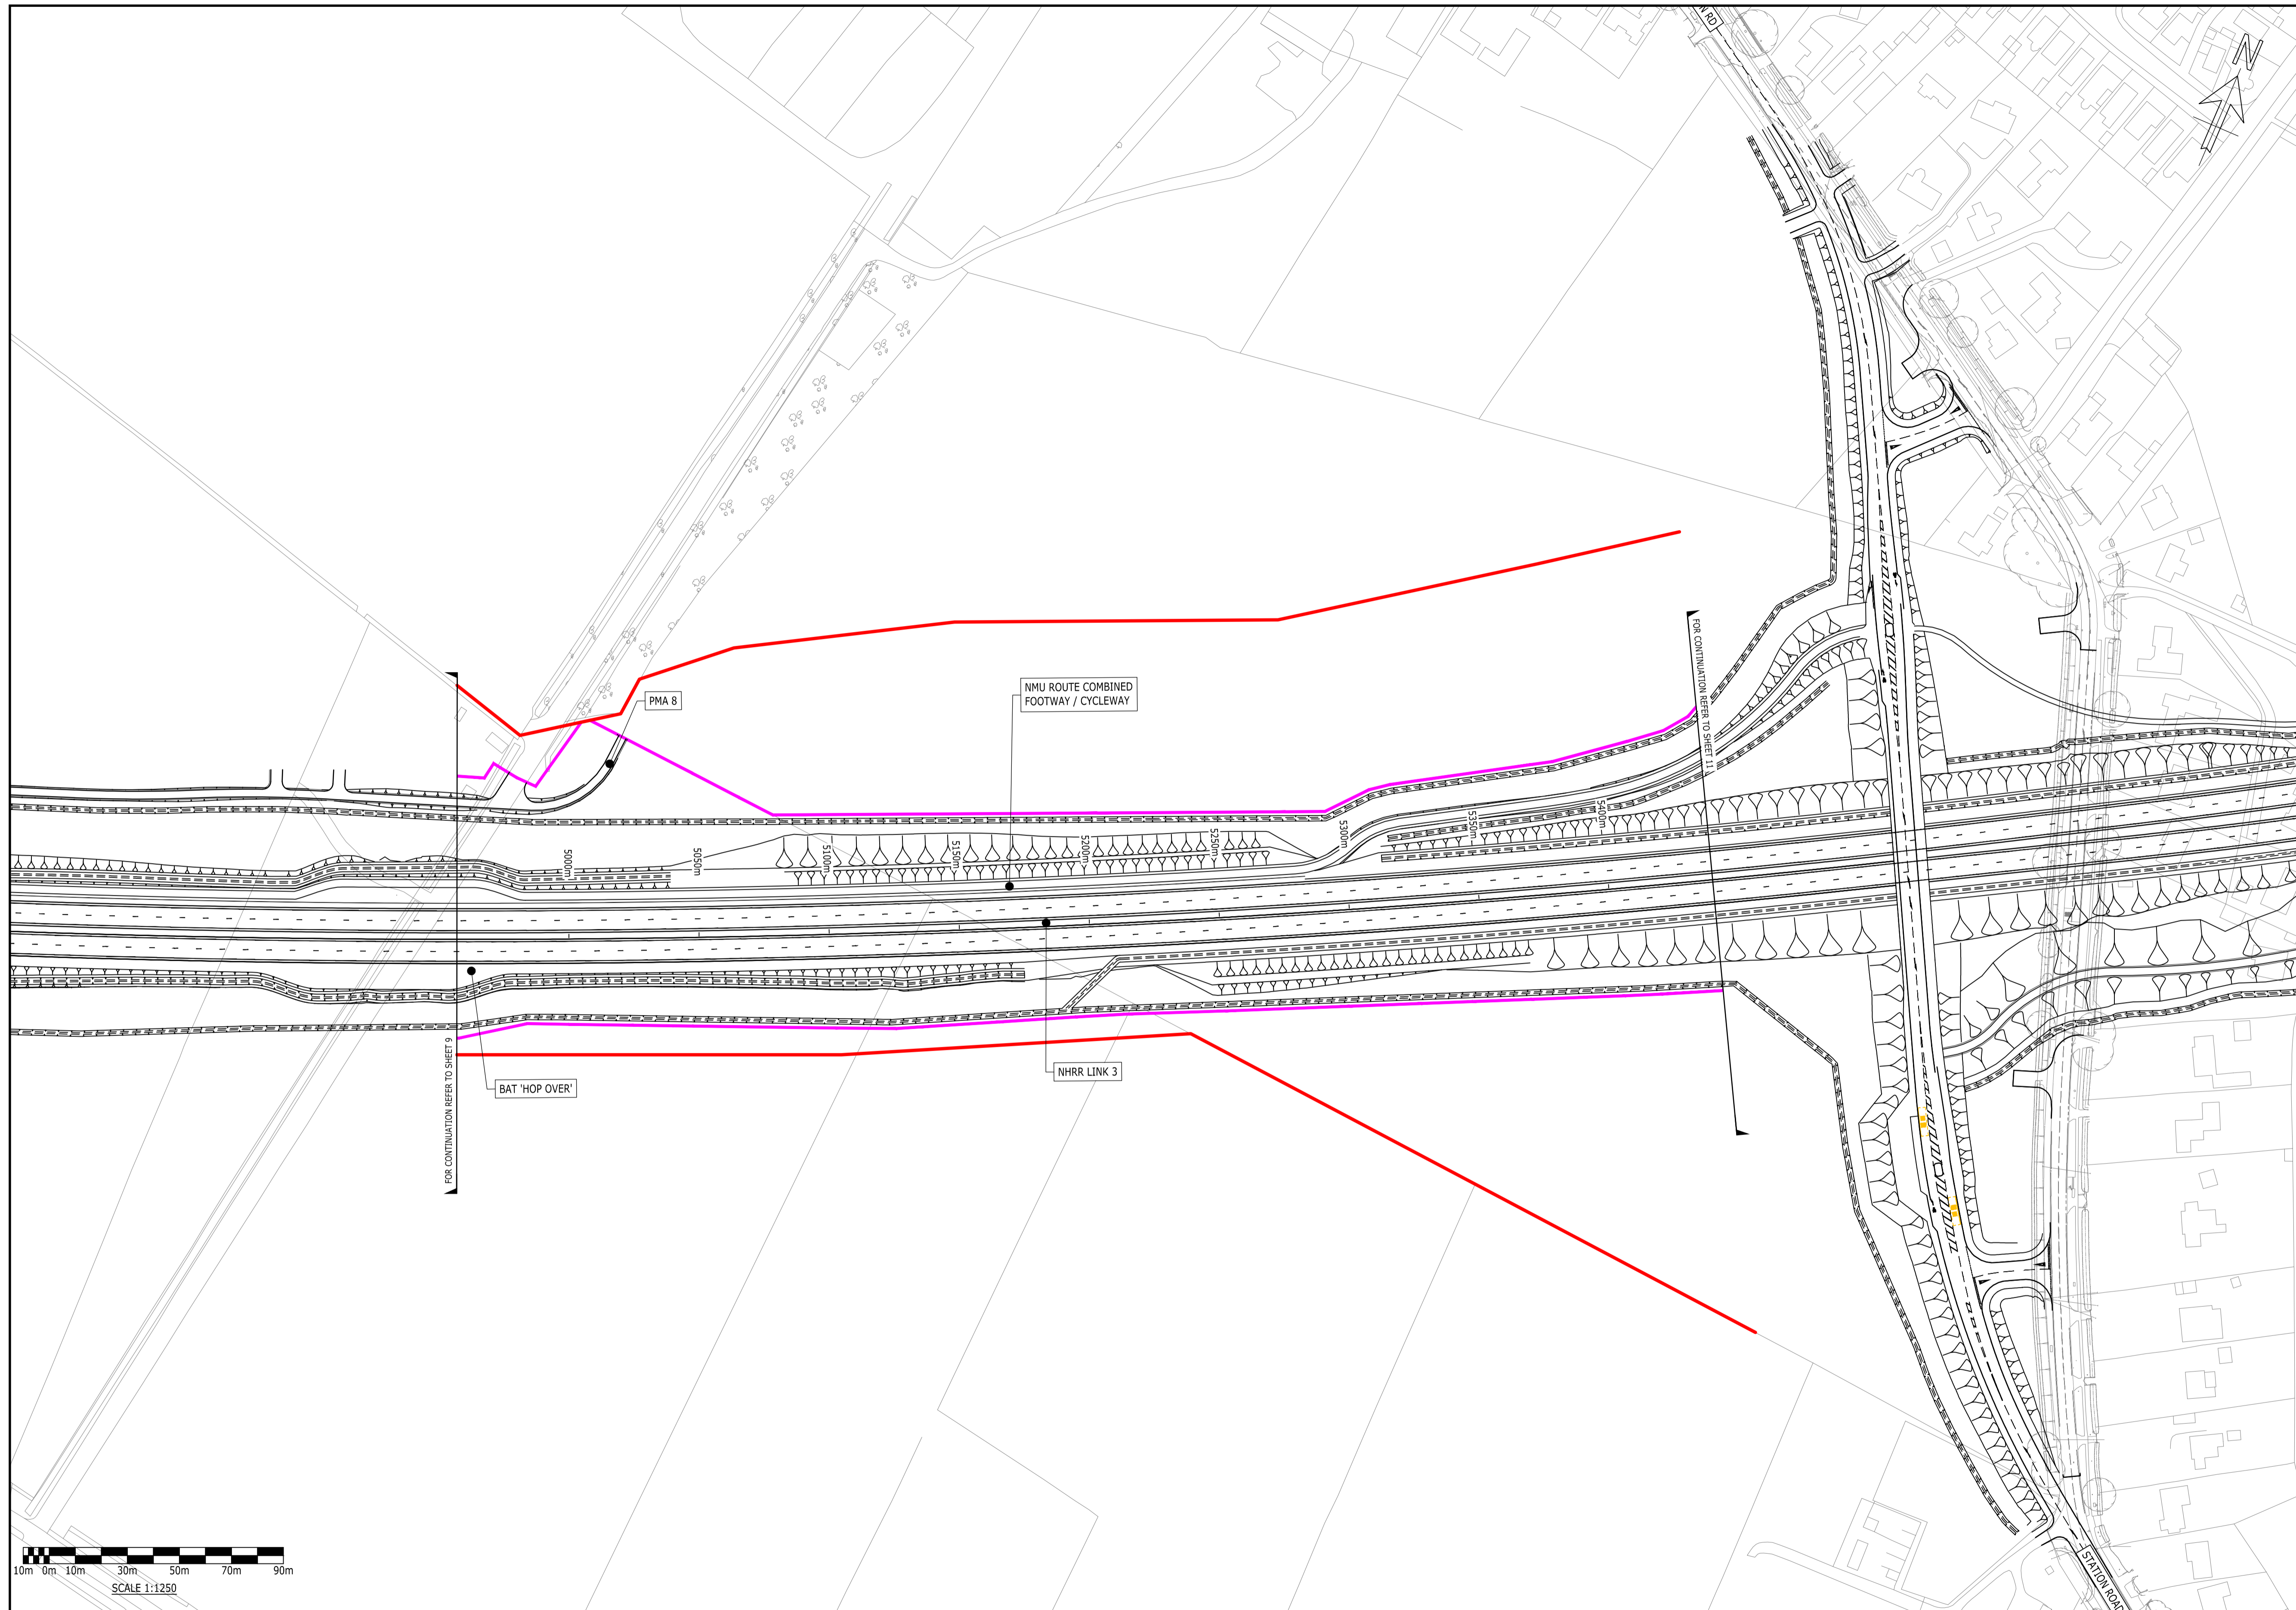 N
PMA 8
NMU ROUTE COMBINED
FOOTWAY / CYCLEWAY
FOR CONTINUATION REFER TO SHEET 11
5000m
5050m
5100m
5150m
5200m
5250m
5300m
5350m
5400m
FOR CONTINUATION REFER TO SHEET 9
BAT 'HOP OVER'
NHRR LINK 3
10m 0m 10m 30m 50m 70m 90m
SCALE 1:1250
STATION ROAD
RD